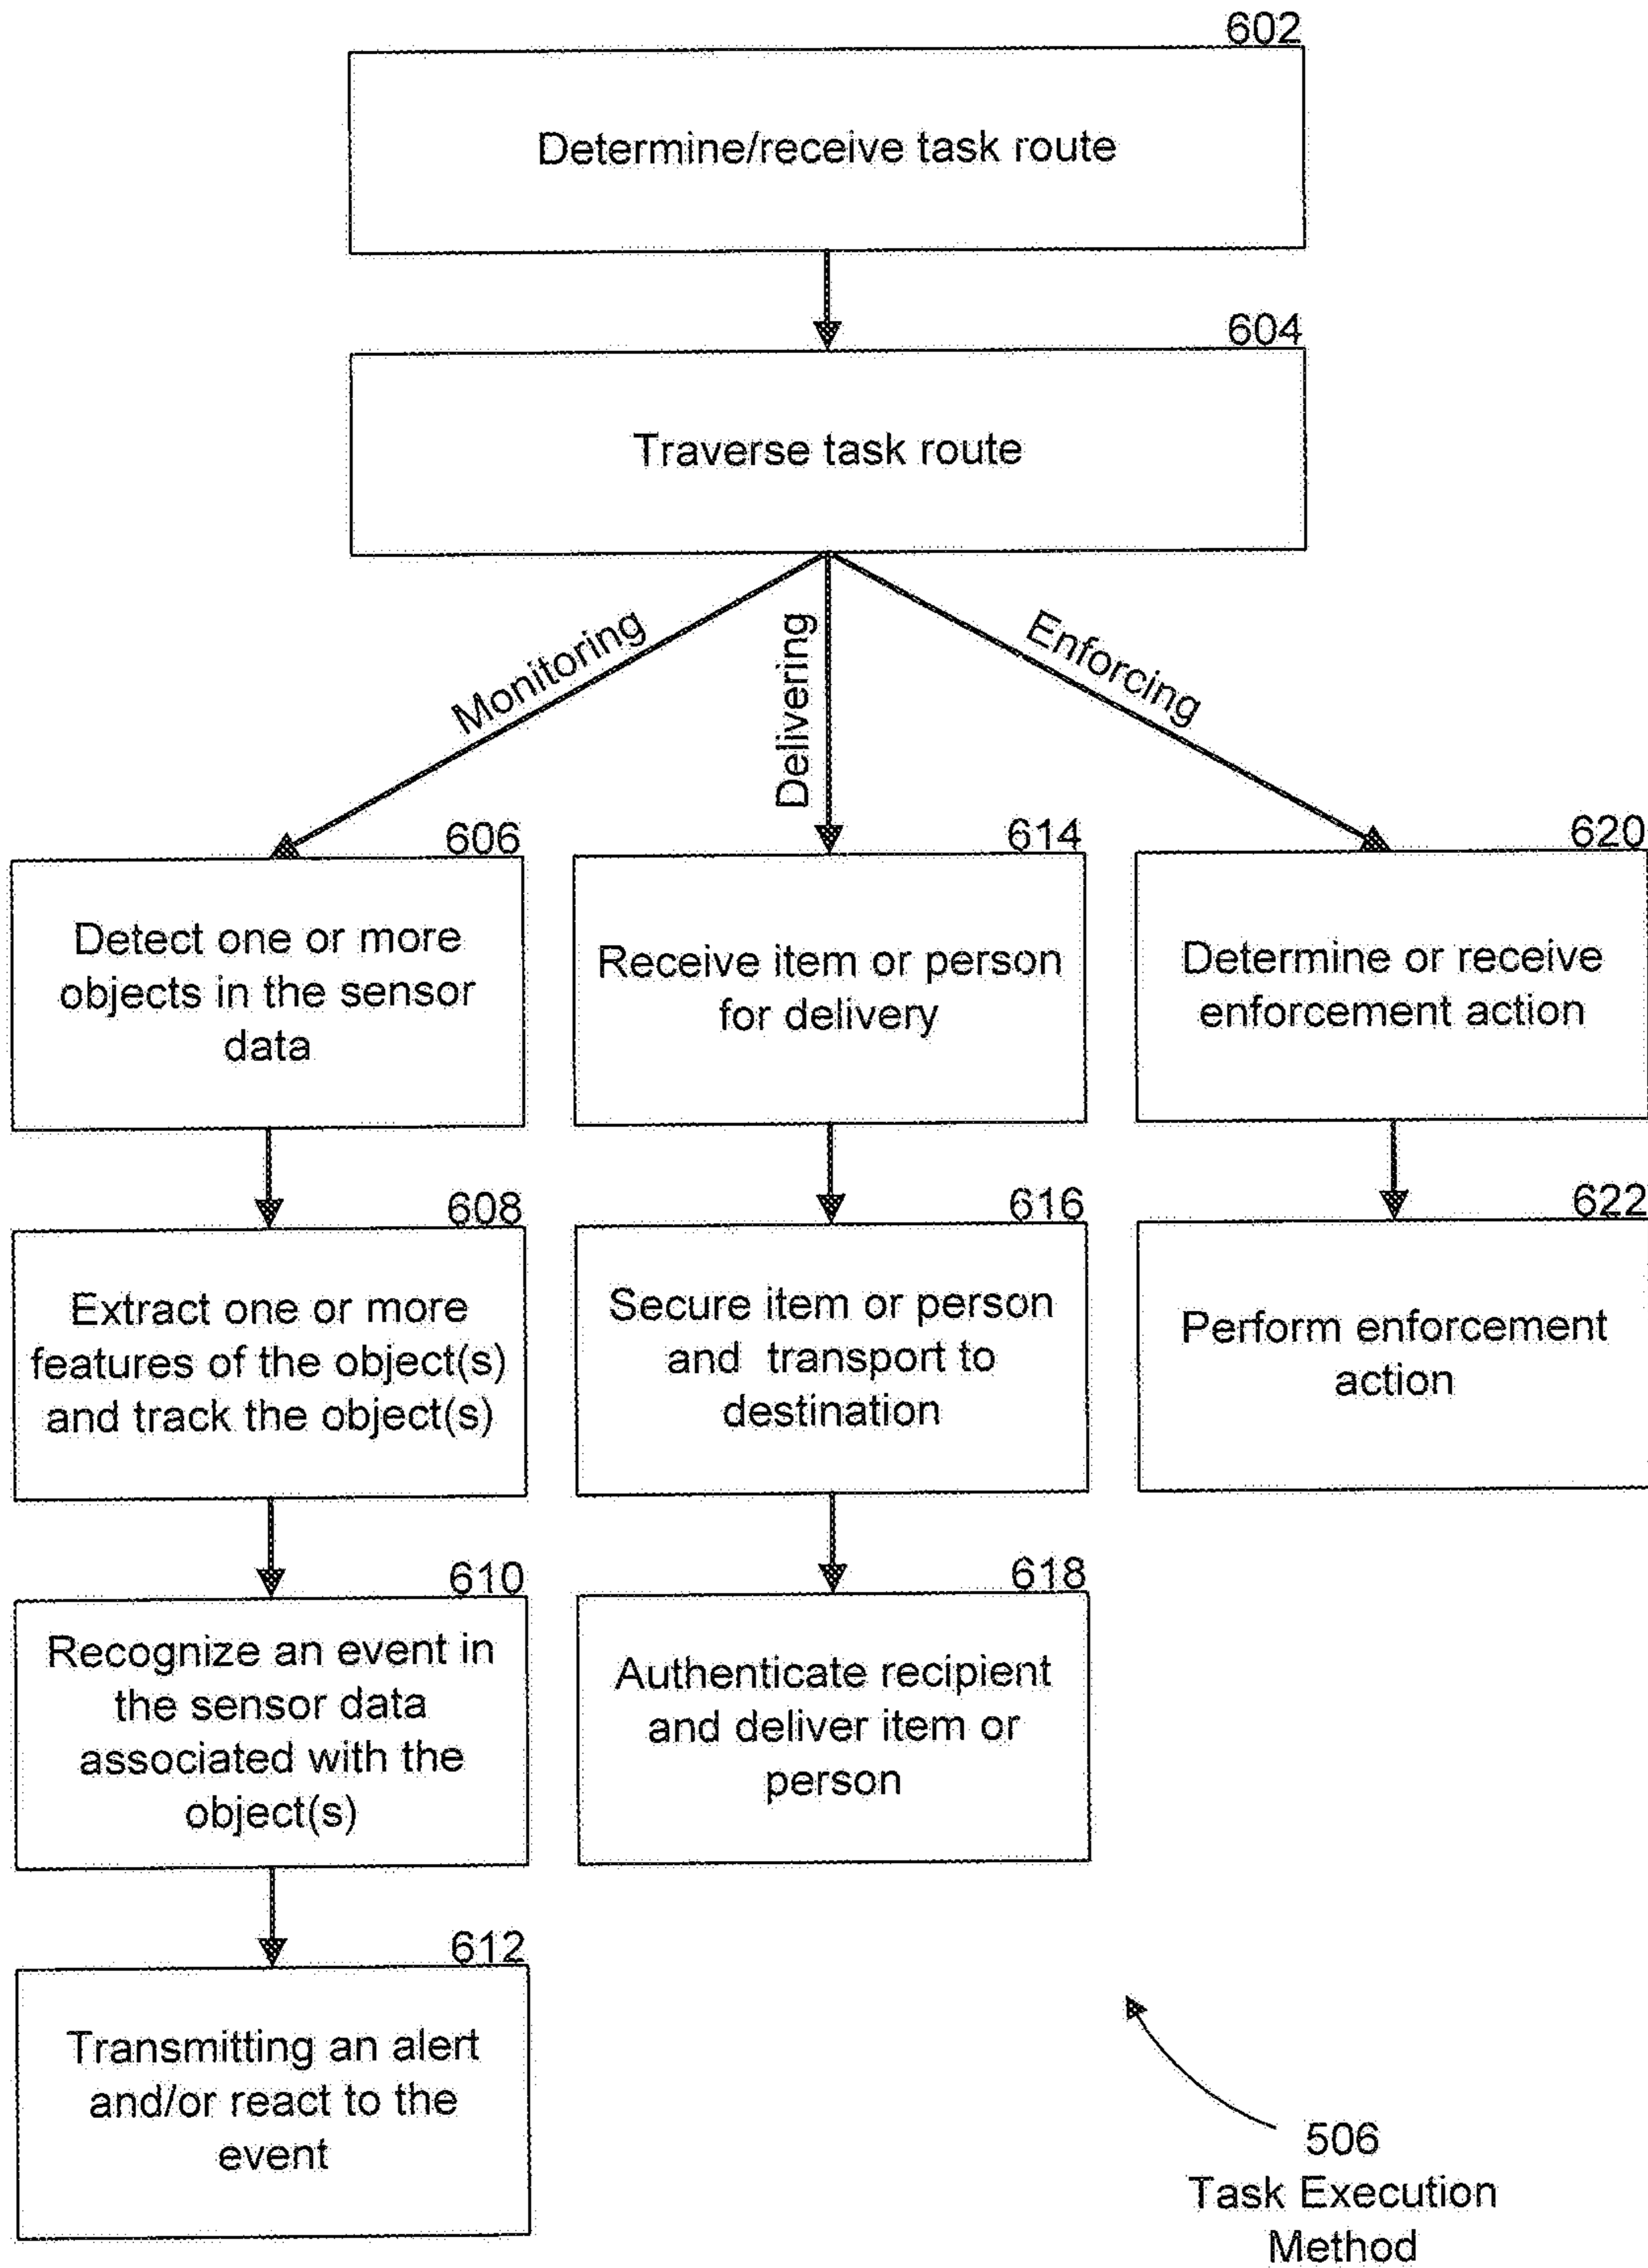 602
Determine/receive task route
604
Traverse task route
Monitoring
Delivering
Enforcing
606
Detect one or more
objects in the sensor
data
614
Receive item or person
for delivery
620
Determine or receive
enforcement action
608
Extract one or more
features of the object(s)
and track the object(s)
616
Secure item or person
and transport to
destination
622
Perform enforcement
action
610
Recognize an event in
the sensor data
associated with the
object(s)
618
Authenticate recipient
and deliver item or
person
612
Transmitting an alert
and/or react to the
event
506
Task Execution
Method